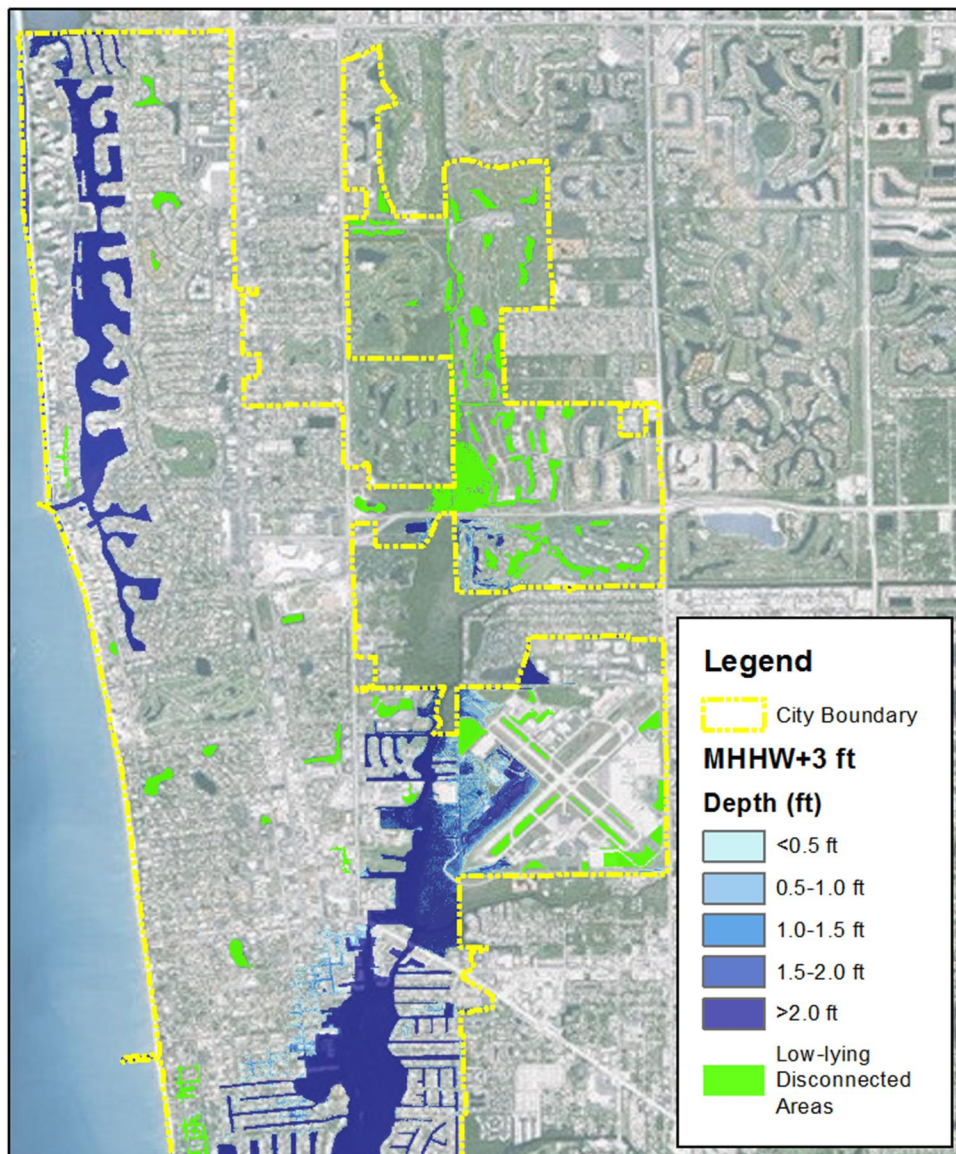 Legend
City Boundary
MHHW+3 ft
Depth (ft)
<0.5 ft
0.5-1.0 ft
1.0-1.5 ft
1.5-2.0 ft
>2.0 ft
Low-lying
Disconnected
Areas